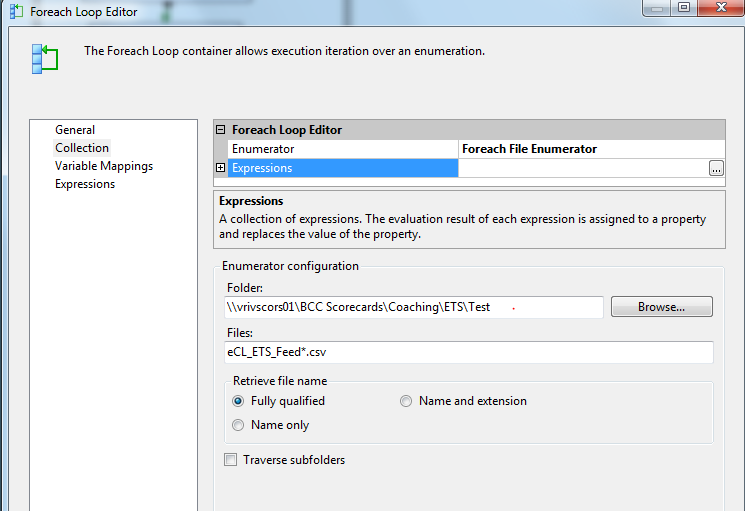 Foreach Loop Editor
The Foreach Loop container allows execution iteration over an enumeration.
General
Collection
Variable Mappings
Expressions
Foreach Loop Editor
Enumerator Foreach File Enumerator
Expressions ...
Expressions
A collection of expressions. The evaluation result of each expression is assigned to a property
and replaces the value of the property.
Enumerator configuration
Folder:
\\vrivscors01\BCC Scorecards\Coaching\ETS\Test
Browse...
Files:
eCL_ETS_Feed*.csv
Retrieve file name
Fully qualified
Name and extension
Name only
Traverse subfolders